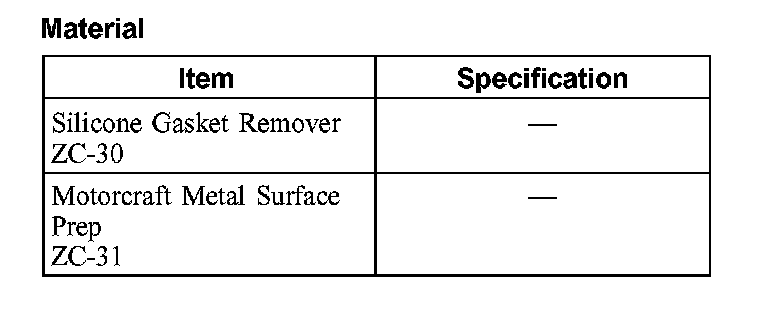 Material
Item Specification
Silicone Gasket Remover —
ZC-30
Motorcraft Metal Surface —
Prep
ZC-31